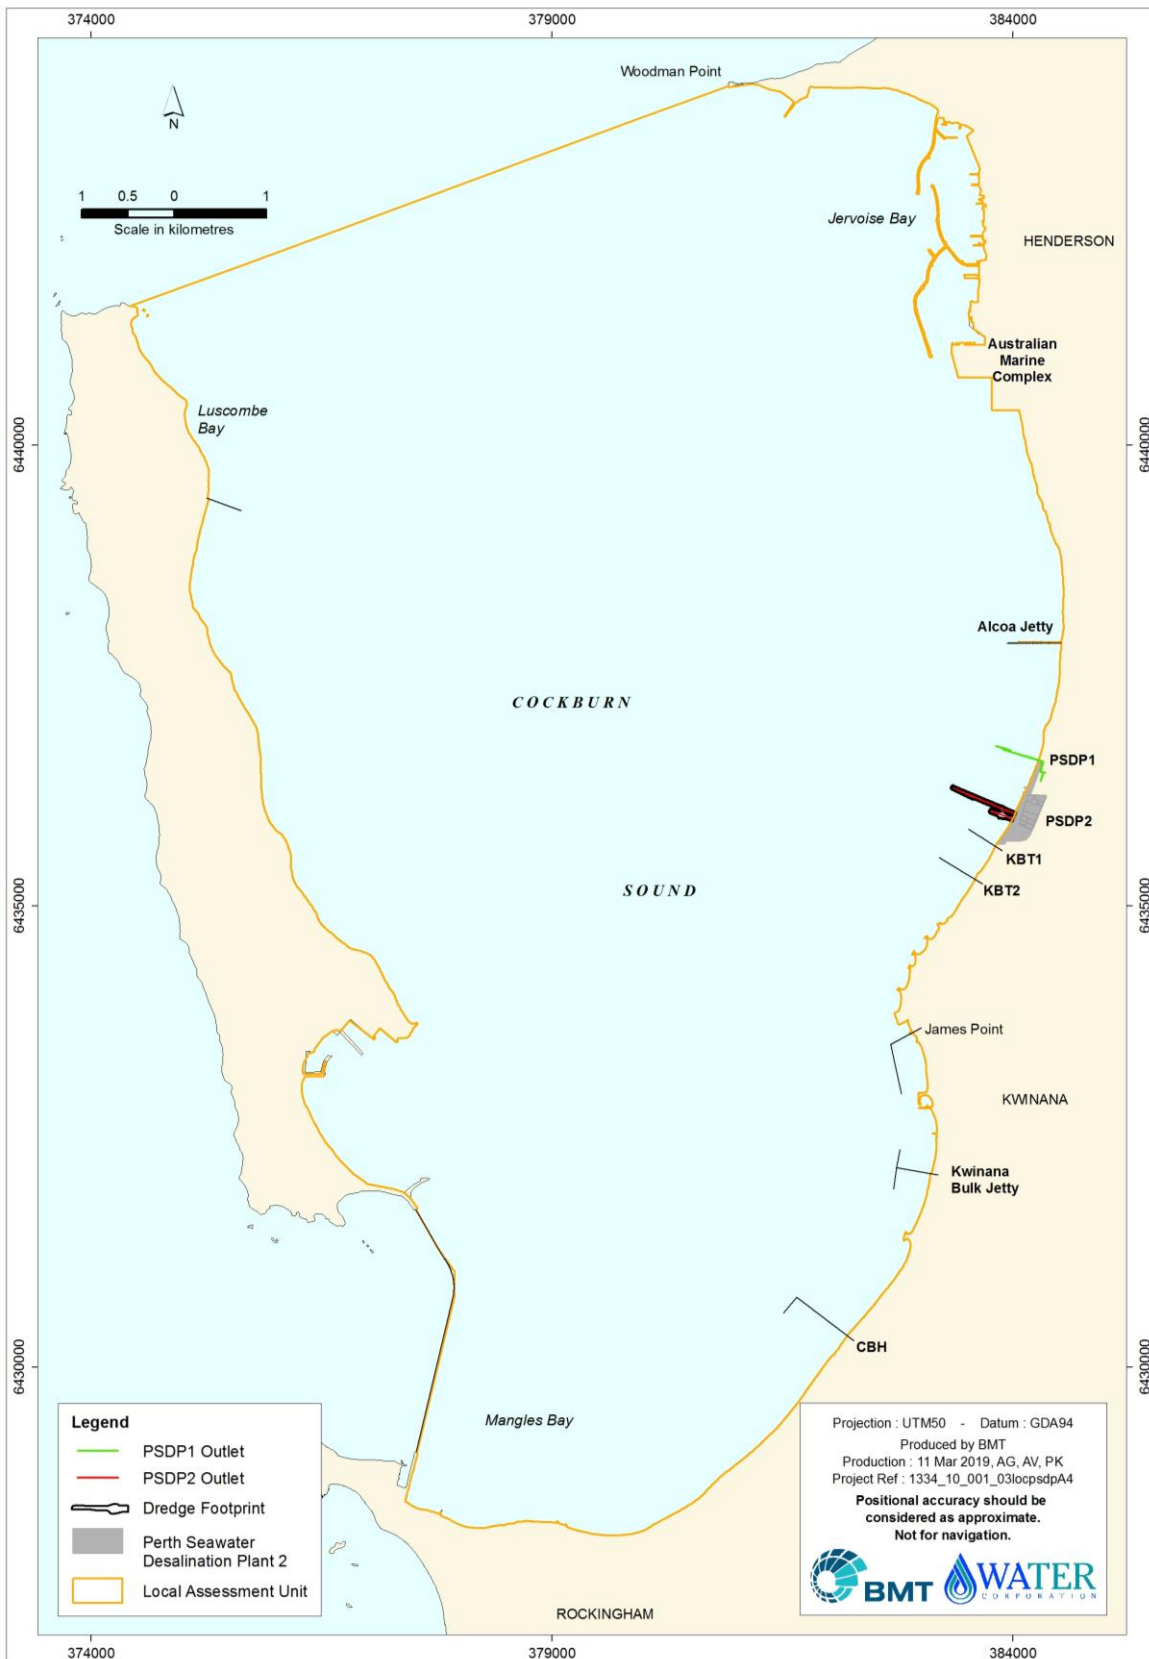 374000
379000
384000
Woodman Point
N
1 0.5 0 1
Scale in kilometres
Jervoise Bay
HENDERSON
Australian
Marine
Complex
Luscombe
Bay
6440000
6440000
Alcoa Jetty
COCKBURN
PSDP1
PSDP2
KBT1
KBT2
SOUND
6435000
6435000
James Point
KWINANA
Kwinana
Bulk Jetty
CBH
6430000
6430000
Mangles Bay
Legend
PSDP1 Outlet
PSDP2 Outlet
Dredge Footprint
Perth Seawater
Desalination Plant 2
Local Assessment Unit
ROCKINGHAM
Projection : UTM50 - Datum : GDA94
Produced by BMT
Production : 11 Mar 2019, AG, AV, PK
Project Ref : 1334_10_001_03locpsdpA4
Positional accuracy should be
considered as approximate.
Not for navigation.
BMT
WATER
CORPORATION
374000
379000
384000